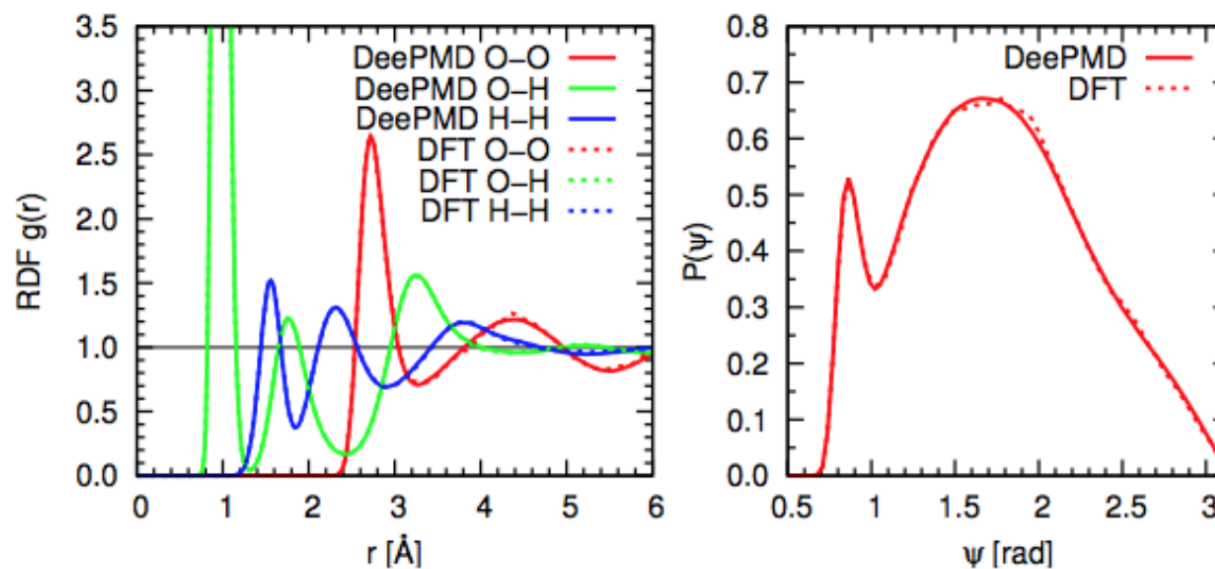 3.5
3.0
2.5
2.0
1.5
1.0
0.5
0.0
RDF g(r)
DeePMD O–O
DeePMD O–H
DeePMD H–H
DFT O–O
DFT O–H
DFT H–H
0 1 2 3 4 5 6
r [Å]
0.8
0.7
0.6
0.5
0.4
0.3
0.2
0.1
0.0
P(ψ)
DeePMD
DFT
0.5 1 1.5 2 2.5 3
ψ [rad]